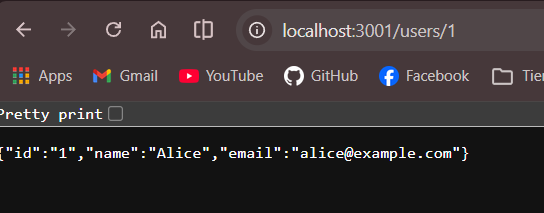 localhost:3001/users/1
Apps Gmail YouTube GitHub Facebook Tier
Pretty print
{"id":"1","name":"Alice","email":"alice@example.com"}